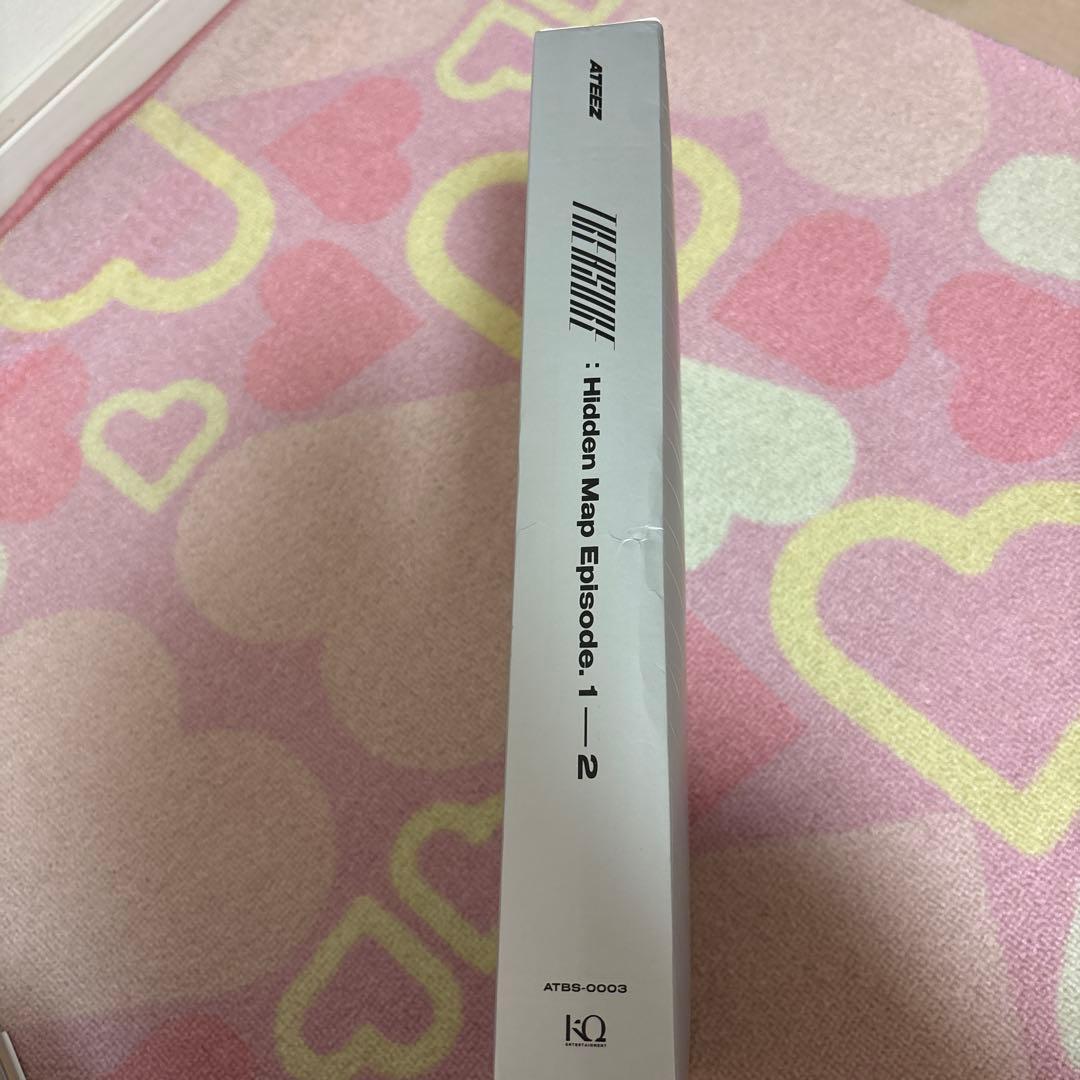 ATEEZ
TREASURE
: Hidden Map Episode. 1 — 2
ATBS-0003
KQ
ENTERTAINMENT